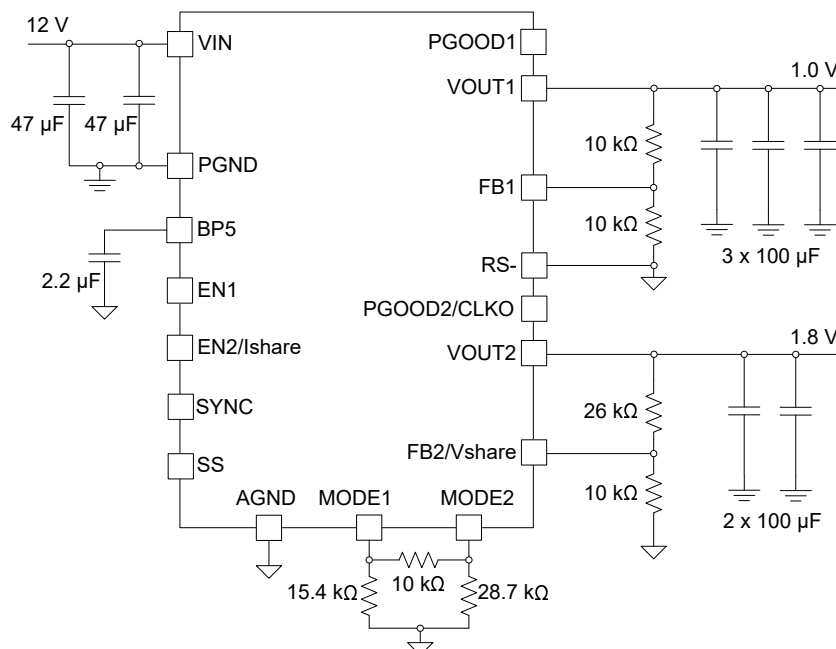 12 V
VIN
PGOOD1
VOUT1
1.0 V
47 µF
47 µF
10 kΩ
PGND
FB1
10 kΩ
BP5
3 x 100 µF
RS-
2.2 µF
EN1
PGOOD2/CLKO
EN2/Ishare
VOUT2
1.8 V
SYNC
26 kΩ
FB2/Vshare
SS
10 kΩ
AGND
MODE1
MODE2
2 x 100 µF
15.4 kΩ
10 kΩ
28.7 kΩ